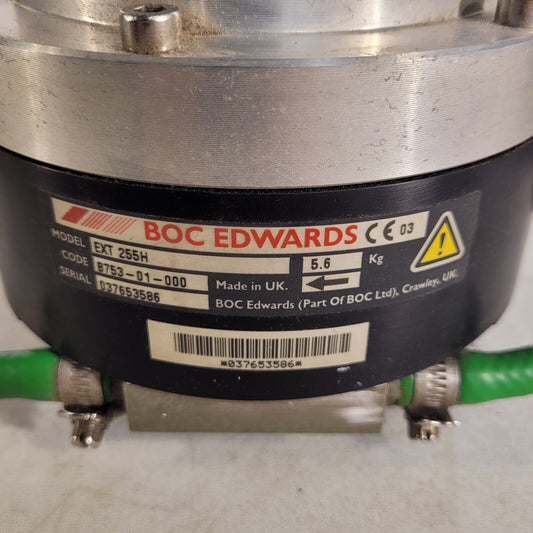 BOC EDWARDS CE 03
MODEL EXT 255H 5.6 Kg
CODE B753-01-000 Made in UK.
SERIAL 037653586 BOC Edwards (Part Of BOC Ltd), Crawley, UK.
*037653586*